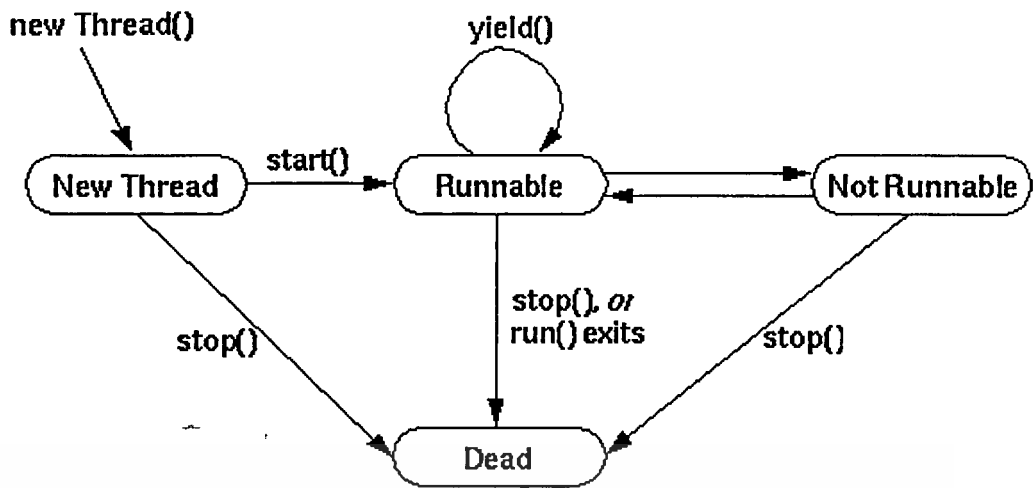 new Thread()
yield()
start()
New Thread
Runnable
Not Runnable
stop(), or
run() exits
stop()
stop()
Dead